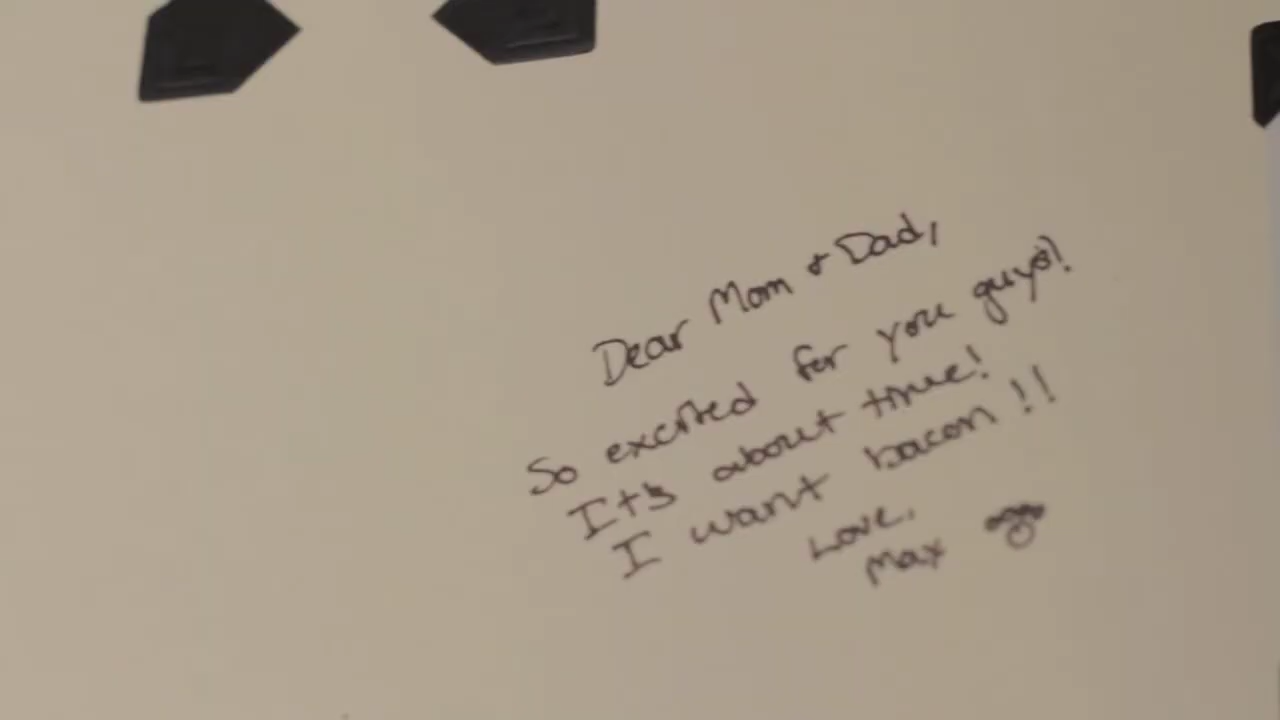 Dear Mom & Dad,
So excited for you guys!
It's about time!
I want bacon!!
Love,
Max